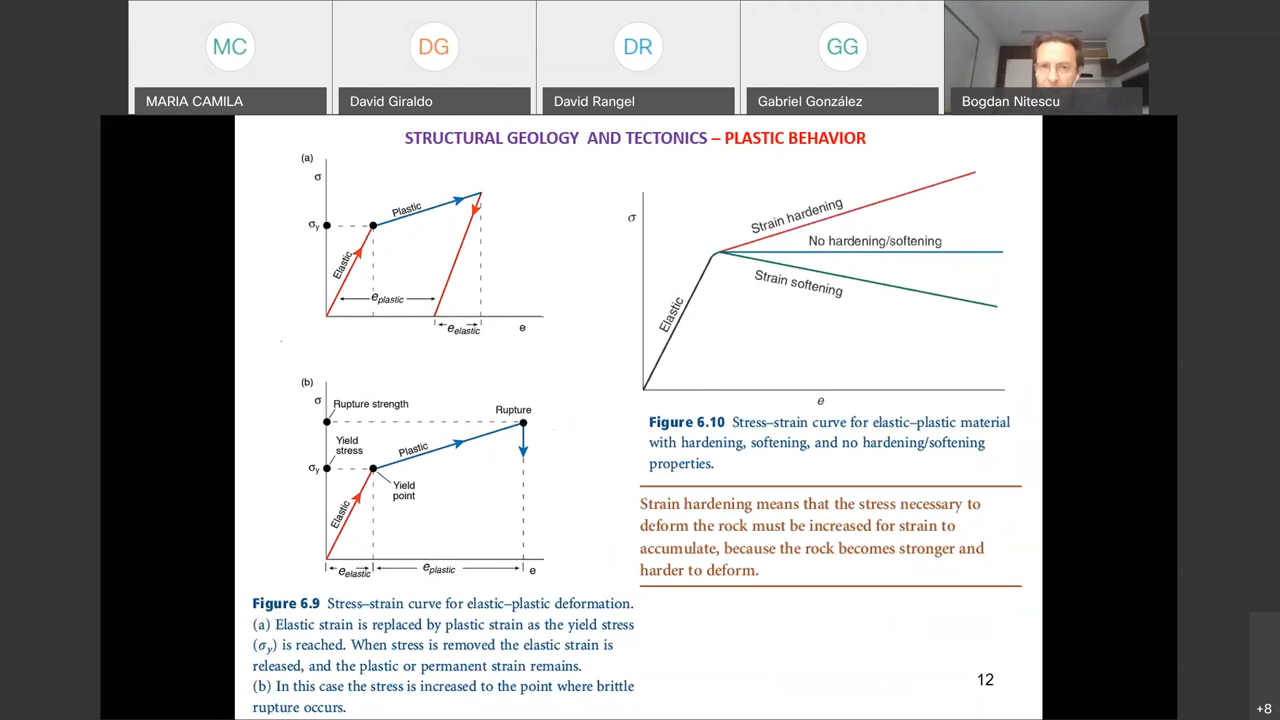 MC
DG
DR
GG
MARIA CAMILA
David Giraldo
David Rangel
Gabriel González
Bogdan Nitescu
STRUCTURAL GEOLOGY AND TECTONICS – PLASTIC BEHAVIOR
(a)
σ
σy
Elastic
Plastic
eplastic
eelastic
e
(b)
σ
Rupture strength
Rupture
Yield
stress
σy
Plastic
Yield
point
Elastic
eelastic
eplastic
e
Figure 6.9 Stress–strain curve for elastic–plastic deformation.
(a) Elastic strain is replaced by plastic strain as the yield stress
(σy) is reached. When stress is removed the elastic strain is
released, and the plastic or permanent strain remains.
(b) In this case the stress is increased to the point where brittle
rupture occurs.
σ
Strain hardening
No hardening/softening
Strain softening
Elastic
e
Figure 6.10 Stress–strain curve for elastic–plastic material
with hardening, softening, and no hardening/softening
properties.
Strain hardening means that the stress necessary to
deform the rock must be increased for strain to
accumulate, because the rock becomes stronger and
harder to deform.
12
+8